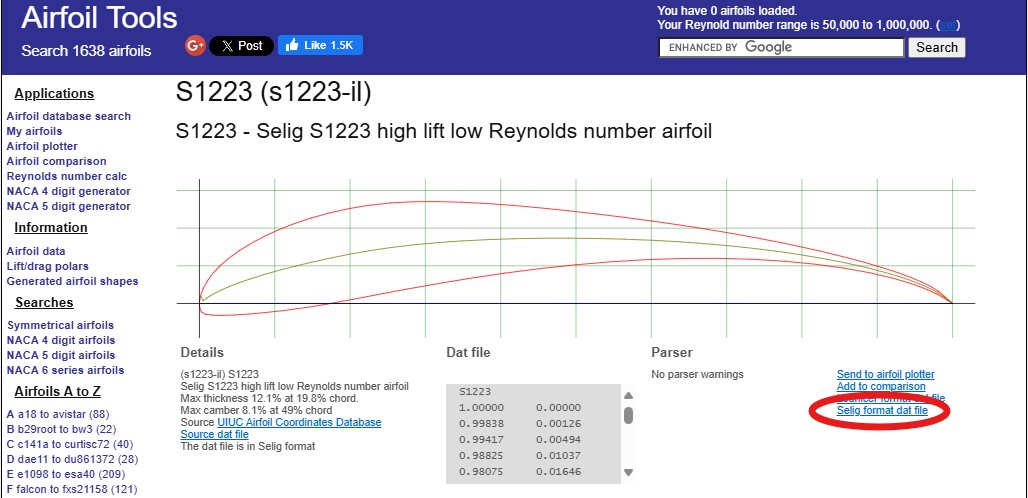 Airfoil Tools
Search 1638 airfoils
G+ X Post Like 1.5K
You have 0 airfoils loaded.
Your Reynold number range is 50,000 to 1,000,000. (set)
ENHANCED BY Google Search
Applications
Airfoil database search
My airfoils
Airfoil plotter
Airfoil comparison
Reynolds number calc
NACA 4 digit generator
NACA 5 digit generator
Information
Airfoil data
Lift/drag polars
Generated airfoil shapes
Searches
Symmetrical airfoils
NACA 4 digit airfoils
NACA 5 digit airfoils
NACA 6 series airfoils
Airfoils A to Z
A a18 to avistar (88)
B b29root to bw3 (22)
C c141a to curtisc72 (40)
D dae11 to du861372 (28)
E e1098 to esa40 (209)
F falcon to fxs21158 (121)
S1223 (s1223-il)
S1223 - Selig S1223 high lift low Reynolds number airfoil
Details
(s1223-il) S1223
Selig S1223 high lift low Reynolds number airfoil
Max thickness 12.1% at 19.8% chord.
Max camber 8.1% at 49% chord
Source UIUC Airfoil Coordinates Database
Source dat file
The dat file is in Selig format
Dat file
S1223
1.00000 0.00000
0.99838 0.00126
0.99417 0.00494
0.98825 0.01037
0.98075 0.01646
Parser
No parser warnings
Send to airfoil plotter
Add to comparison
Lednicer format dat file
Selig format dat file